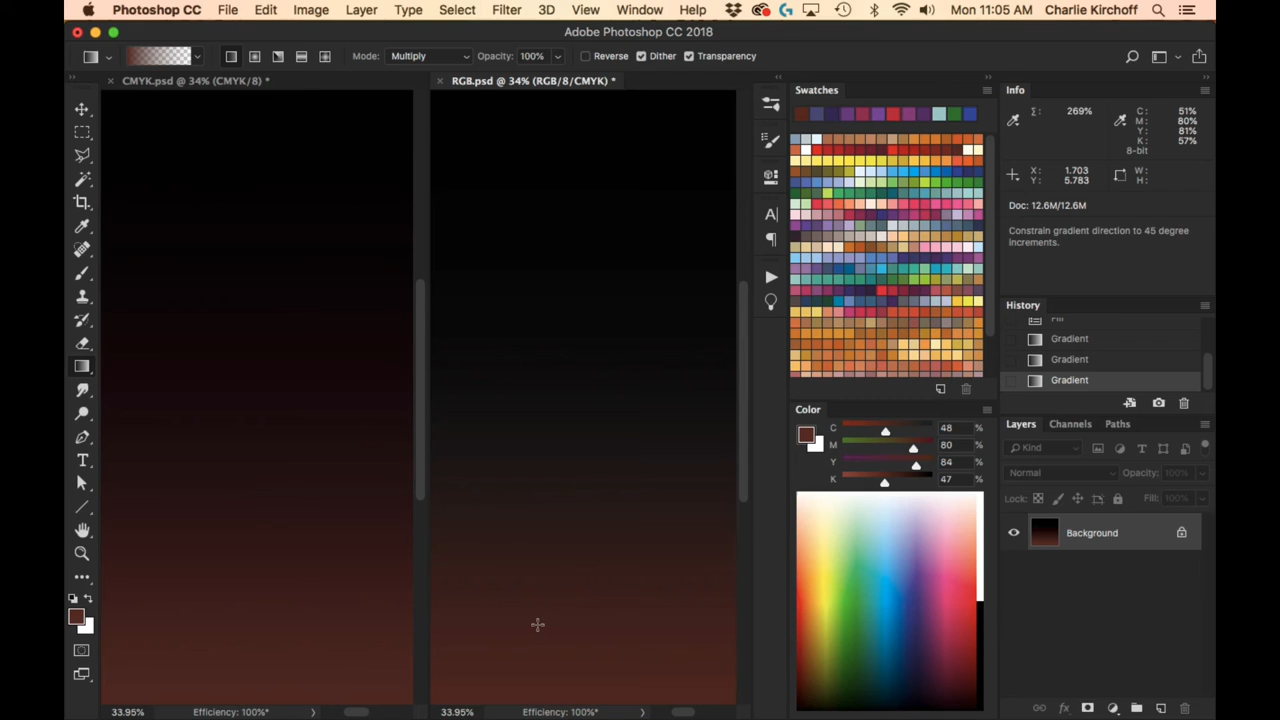 Photoshop CC File Edit Image Layer Type Select Filter 3D View Window Help Mon 11:05 AM Charlie Kirchoff
Adobe Photoshop CC 2018
Mode: Multiply Opacity: 100% Reverse Dither Transparency
CMYK.psd @ 34% (CMYK/8) *
RGB.psd @ 34% (RGB/8/CMYK) *
Swatches
Info
Σ: 269% C: 51%
M: 80%
Y: 81%
K: 57%
8-bit
X: 1.703 W:
Y: 5.783 H:
Doc: 12.6M/12.6M
Constrain gradient direction to 45 degree
increments.
History
Fill
Gradient
Gradient
Gradient
Color
C 48 %
M 80 %
Y 84 %
K 47 %
Layers Channels Paths
Kind
Normal Opacity: 100%
Lock: Fill: 100%
Background
33.95% Efficiency: 100%*
33.95% Efficiency: 100%*